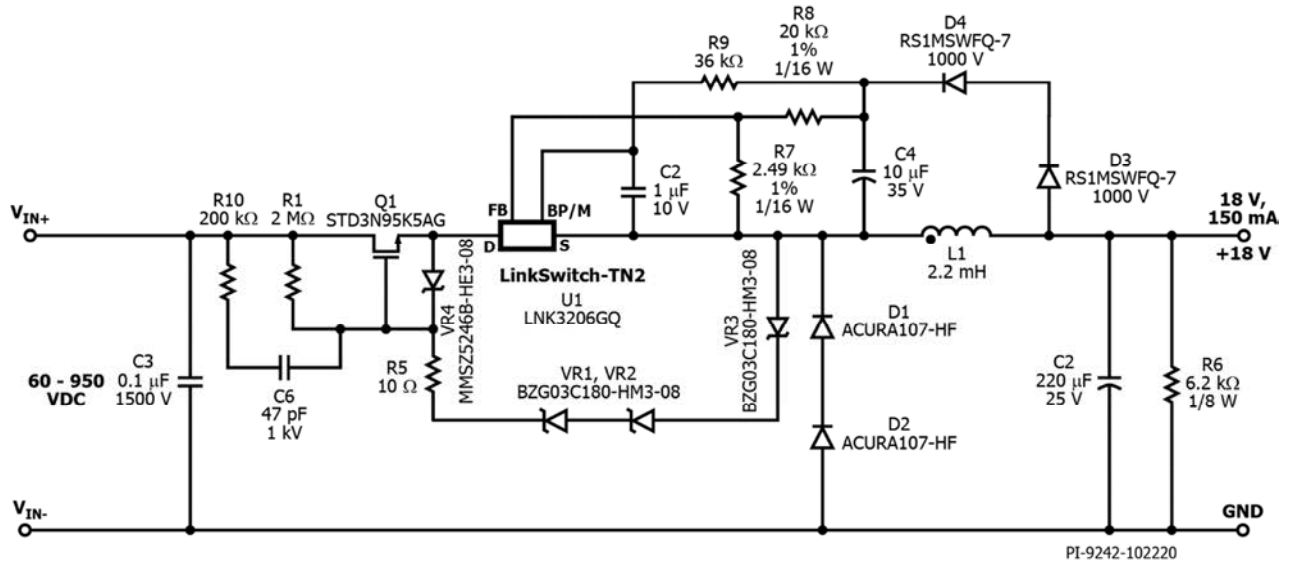 R8
20 kΩ
1%
1/16 W
D4
RS1MSWFQ-7
1000 V
R9
36 kΩ
R7
2.49 kΩ
1%
1/16 W
C4
10 μF
35 V
D3
RS1MSWFQ-7
1000 V
C2
1 μF
10 V
VIN+
R10
200 kΩ
R1
2 MΩ
Q1
STD3N95K5AG
FB
BP/M
D
S
18 V,
150 mA
+18 V
L1
2.2 mH
LinkSwitch-TN2
U1
LNK3206GQ
VR4
MMSZ5246B-HE3-08
VR3
BZG03C180-HM3-08
D1
ACURA107-HF
60 - 950
VDC
C3
0.1 μF
1500 V
C6
47 pF
1 kV
R5
10 Ω
VR1, VR2
BZG03C180-HM3-08
D2
ACURA107-HF
C2
220 μF
25 V
R6
6.2 kΩ
1/8 W
VIN-
GND
PI-9242-102220